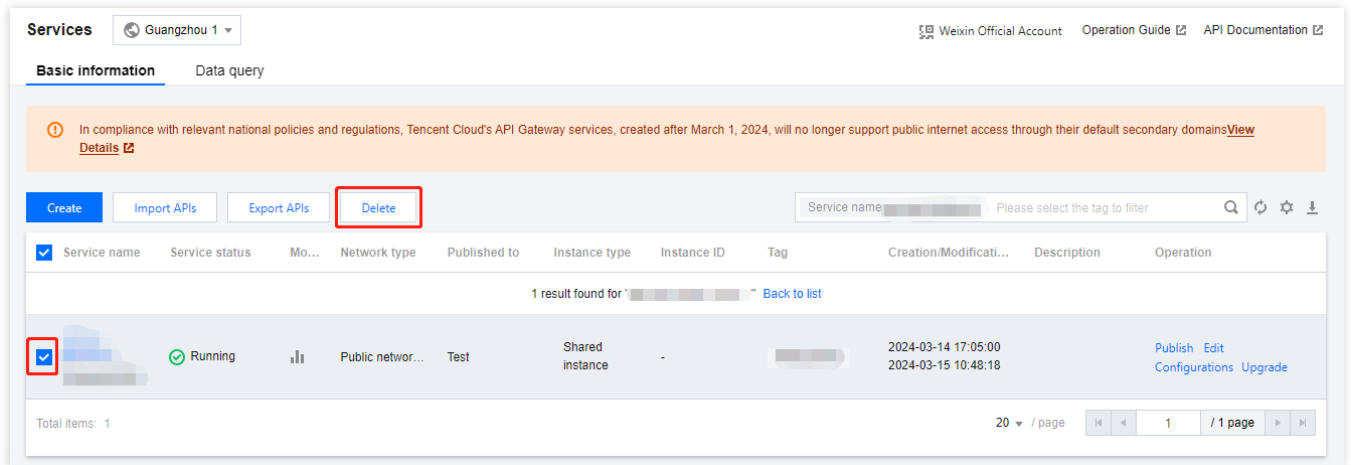 Services Guangzhou 1 Weixin Official Account Operation Guide API Documentation
Basic information Data query
In compliance with relevant national policies and regulations, Tencent Cloud's API Gateway services, created after March 1, 2024, will no longer support public internet access through their default secondary domainsView
Details
Create Import APIs Export APIs Delete Service name Please select the tag to filter
Service name Service status Mo... Network type Published to Instance type Instance ID Tag Creation/Modificati... Description Operation
1 result found for " " Back to list
Running Public networ... Test Shared instance - 2024-03-14 17:05:00 Publish Edit
2024-03-15 10:48:18 Configurations Upgrade
Total items: 1 20 / page 1 / 1 page